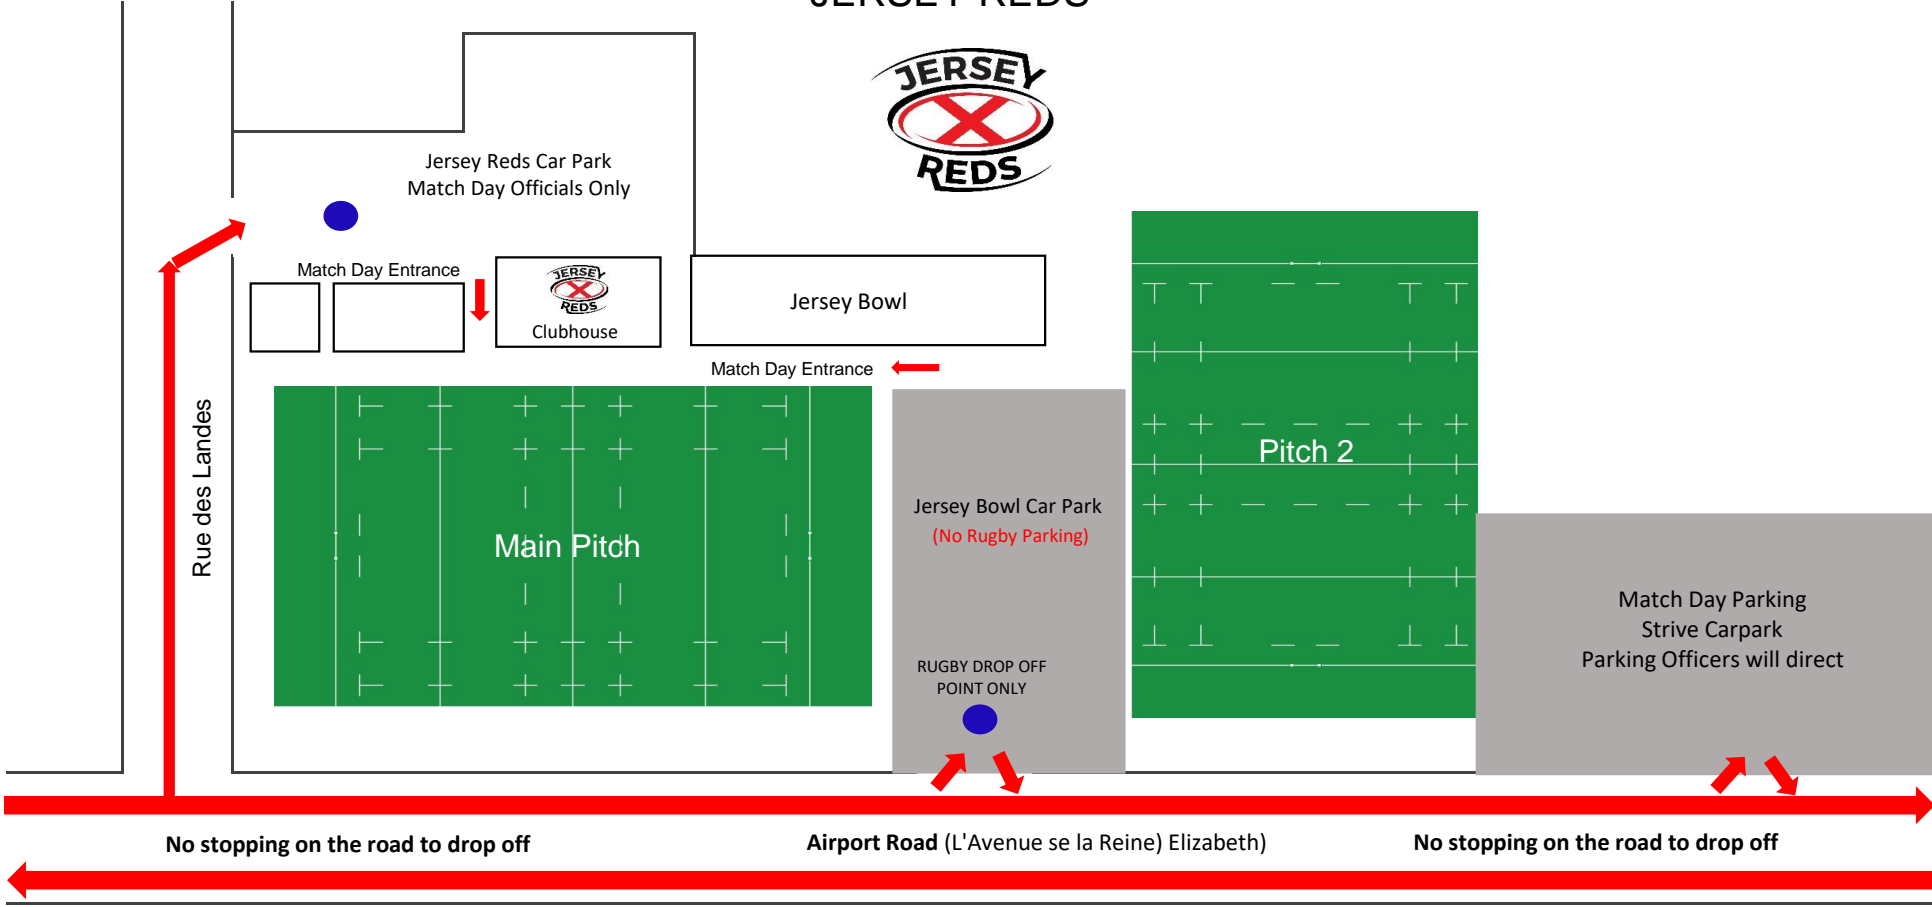 JERSEY REDS
JERSEY
REDS
Jersey Reds Car Park
Match Day Officials Only
Match Day Entrance
JERSEY
REDS
Clubhouse
Jersey Bowl
Match Day Entrance
Rue des Landes
Main Pitch
Jersey Bowl Car Park
(No Rugby Parking)
RUGBY DROP OFF
POINT ONLY
Pitch 2
Match Day Parking
Strive Carpark
Parking Officers will direct
No stopping on the road to drop off
Airport Road (L'Avenue se la Reine) Elizabeth)
No stopping on the road to drop off